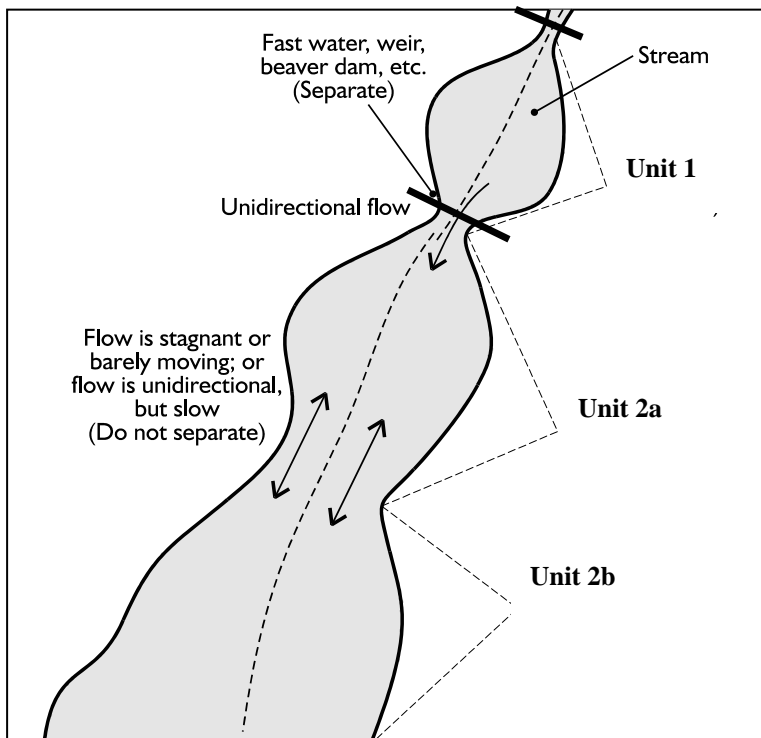 Fast water, weir,
beaver dam, etc.
(Separate)
Stream
Unit 1
Unidirectional flow
Flow is stagnant or
barely moving; or
flow is unidirectional,
but slow
(Do not separate)
Unit 2a
Unit 2b